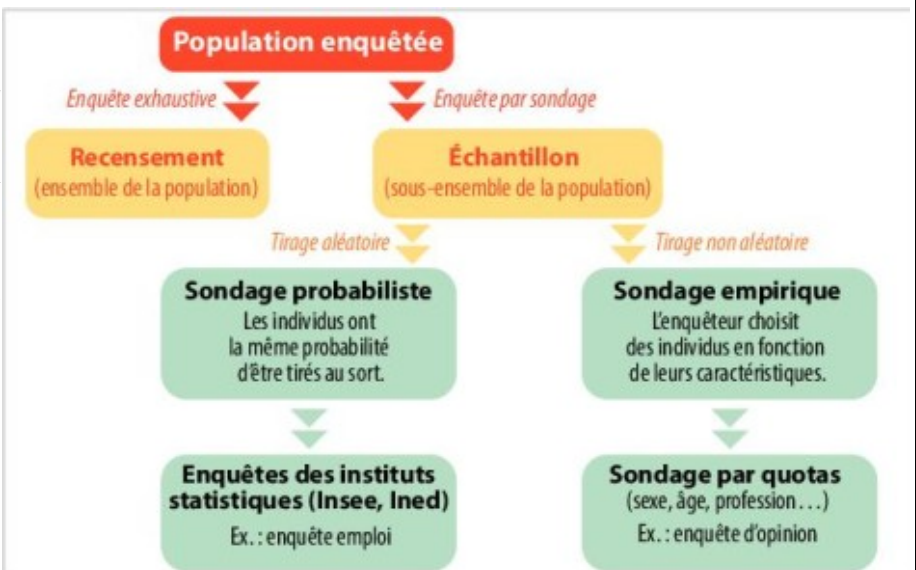 Population enquêtée
Enquête exhaustive
Enquête par sondage
Recensement
(ensemble de la population)
Échantillon
(sous-ensemble de la population)
Tirage aléatoire
Tirage non aléatoire
Sondage probabiliste
Les individus ont
la même probabilité
d'être tirés au sort.
Sondage empirique
L'enquêteur choisit
des individus en fonction
de leurs caractéristiques.
Enquêtes des instituts
statistiques (Insee, Ined)
Ex. : enquête emploi
Sondage par quotas
(sexe, âge, profession…)
Ex. : enquête d'opinion